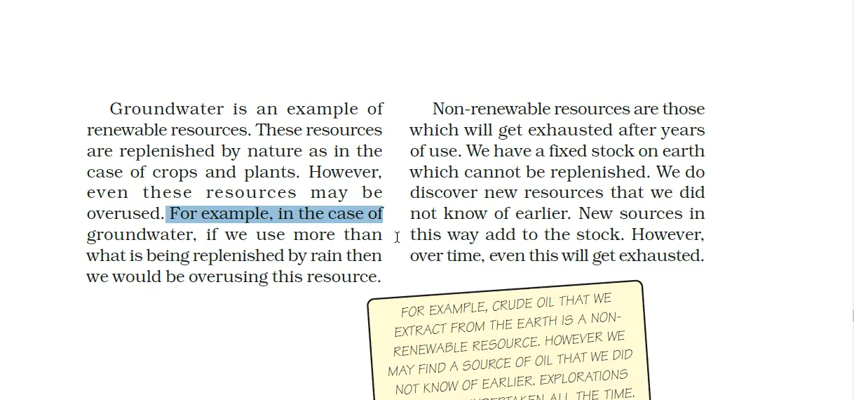 Groundwater is an example of
renewable resources. These resources
are replenished by nature as in the
case of crops and plants. However,
even these resources may be
overused. For example, in the case of
groundwater, if we use more than
what is being replenished by rain then
we would be overusing this resource.
Non-renewable resources are those
which will get exhausted after years
of use. We have a fixed stock on earth
which cannot be replenished. We do
discover new resources that we did
not know of earlier. New sources in
this way add to the stock. However,
over time, even this will get exhausted.
FOR EXAMPLE, CRUDE OIL THAT WE
EXTRACT FROM THE EARTH IS A NON-
RENEWABLE RESOURCE. HOWEVER WE
MAY FIND A SOURCE OF OIL THAT WE DID
NOT KNOW OF EARLIER. EXPLORATIONS
ALL THE TIME.